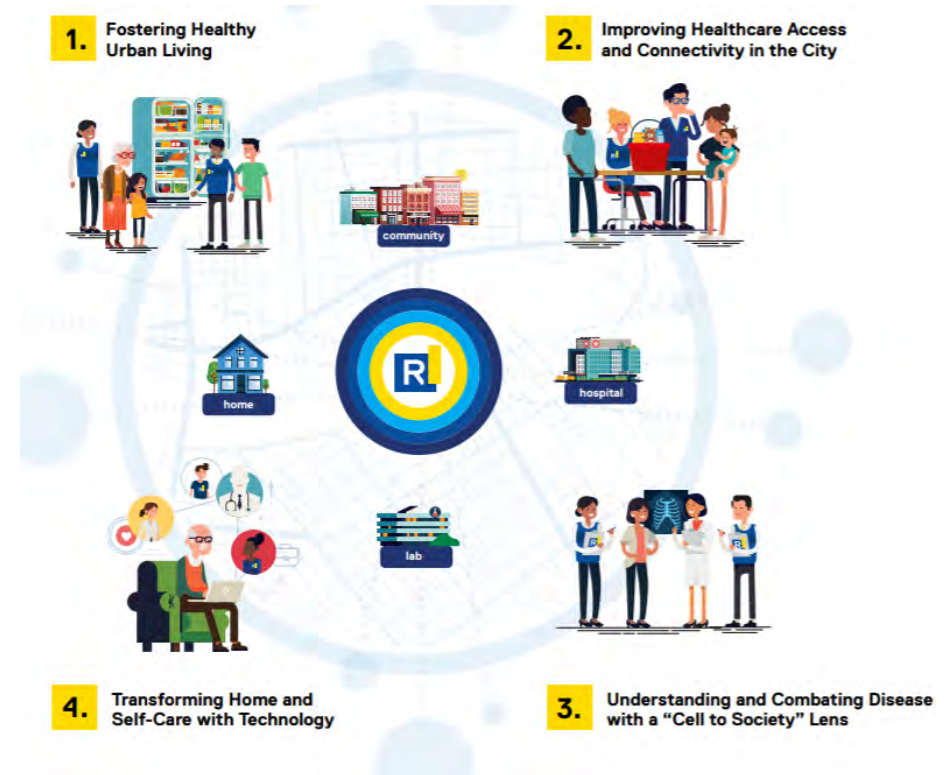 1.
Fostering Healthy
Urban Living
2.
Improving Healthcare Access
and Connectivity in the City
community
home
R
hospital
lab
4.
Transforming Home and
Self-Care with Technology
3.
Understanding and Combating Disease
with a “Cell to Society” Lens